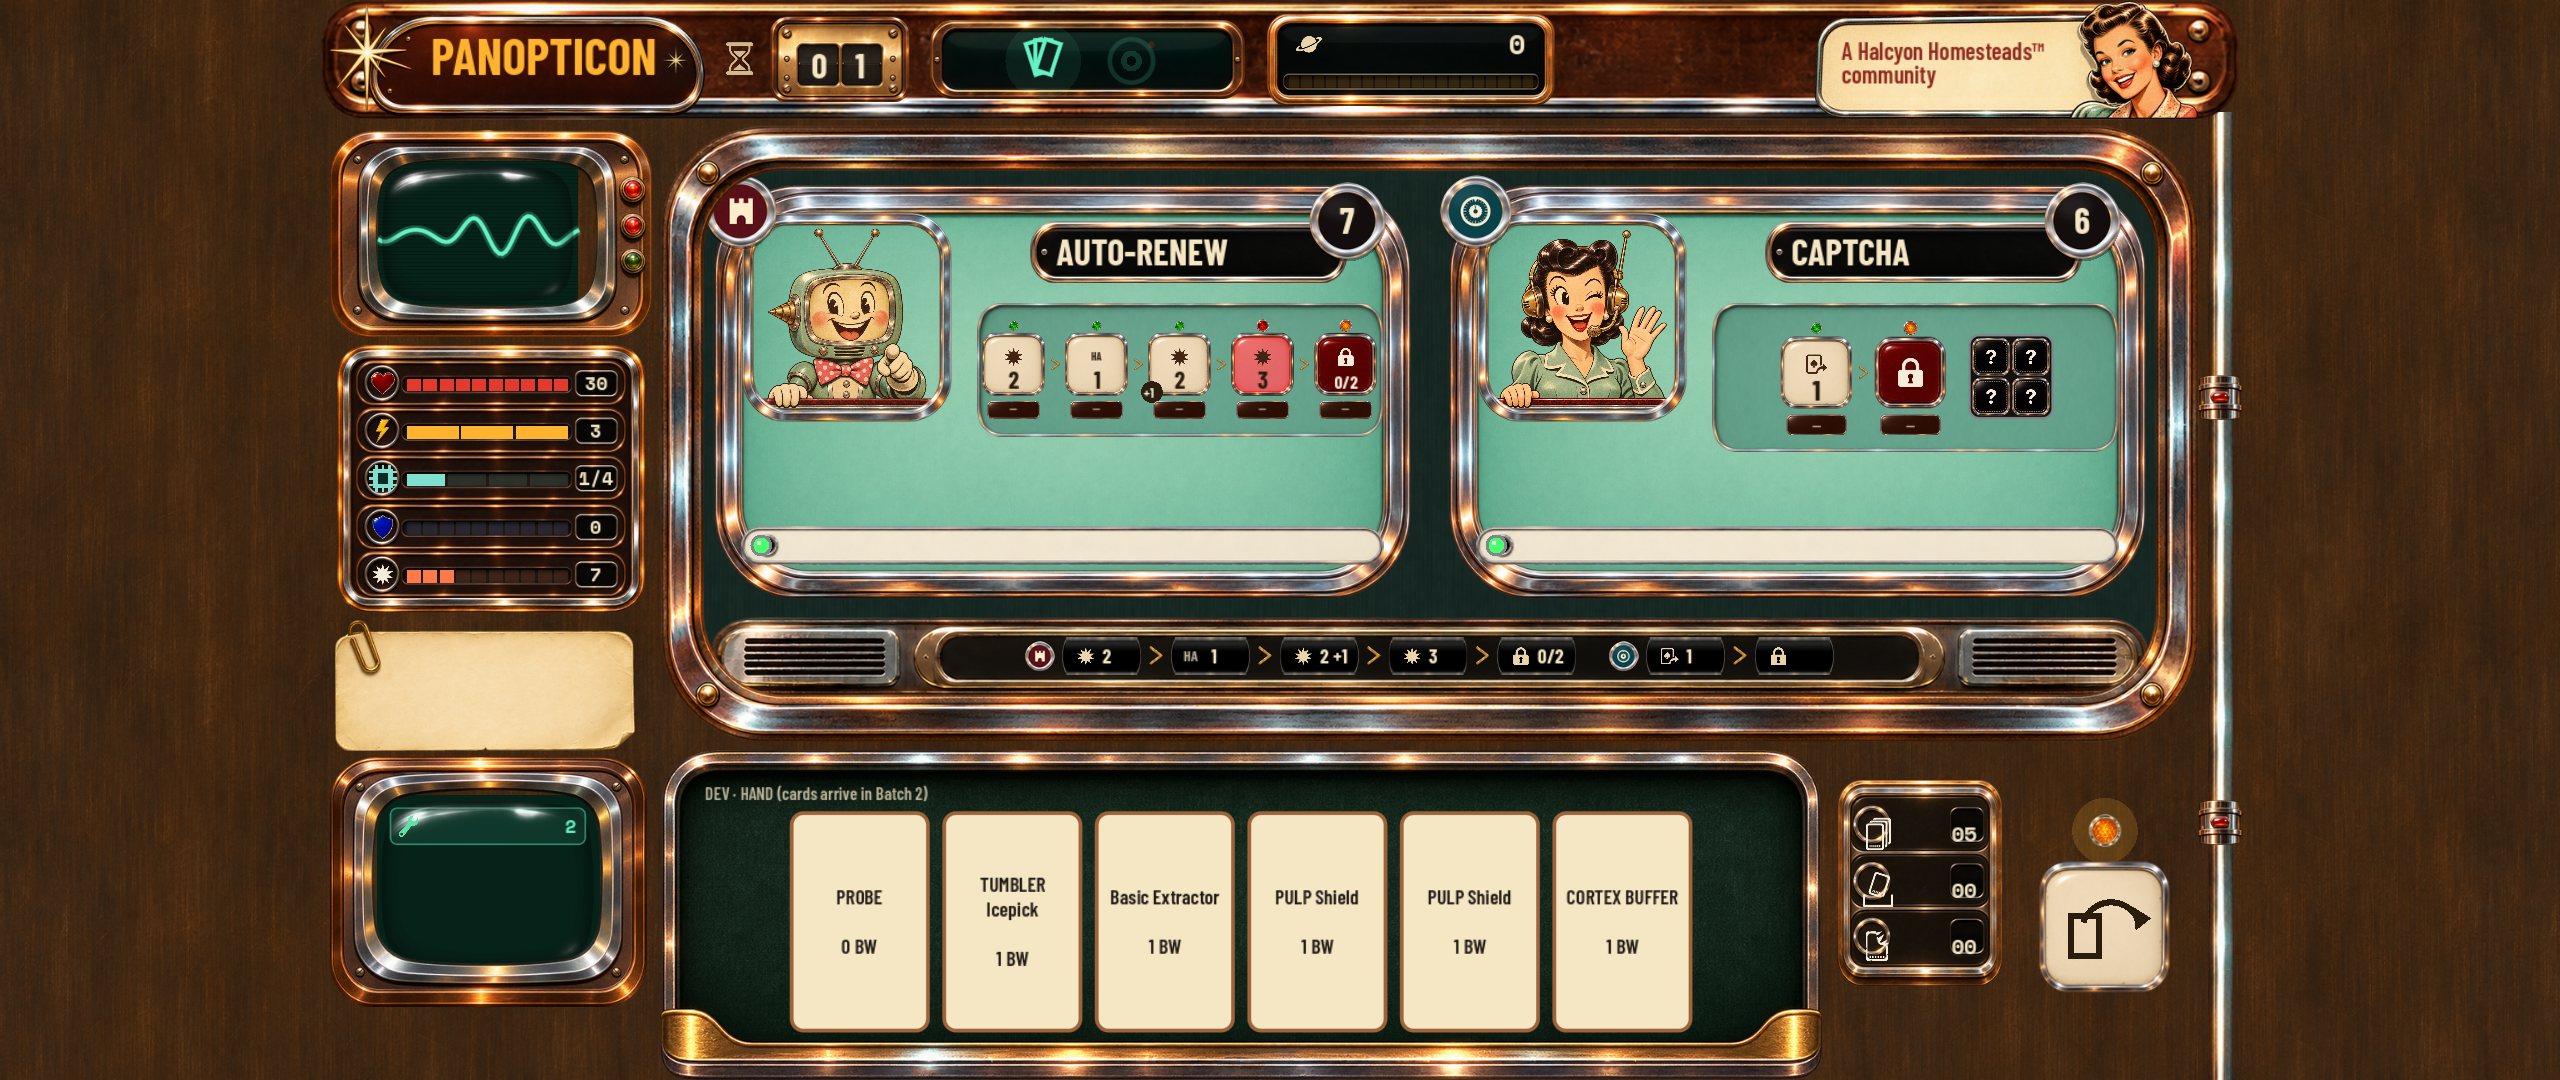 PANOPTICON
0 1
0
A Halcyon Homesteads™
community
7
AUTO-RENEW
2
HA
1
+1
2
3
0/2
– – – – –
6
CAPTCHA
1
? ?
? ?
– –
30
3
1/4
0
7
2
HA 1
2 +1
3
0/2
1
2
DEV · HAND (cards arrive in Batch 2)
PROBE
0 BW
TUMBLER
Icepick
1 BW
Basic Extractor
1 BW
PULP Shield
1 BW
PULP Shield
1 BW
CORTEX BUFFER
1 BW
05
00
00